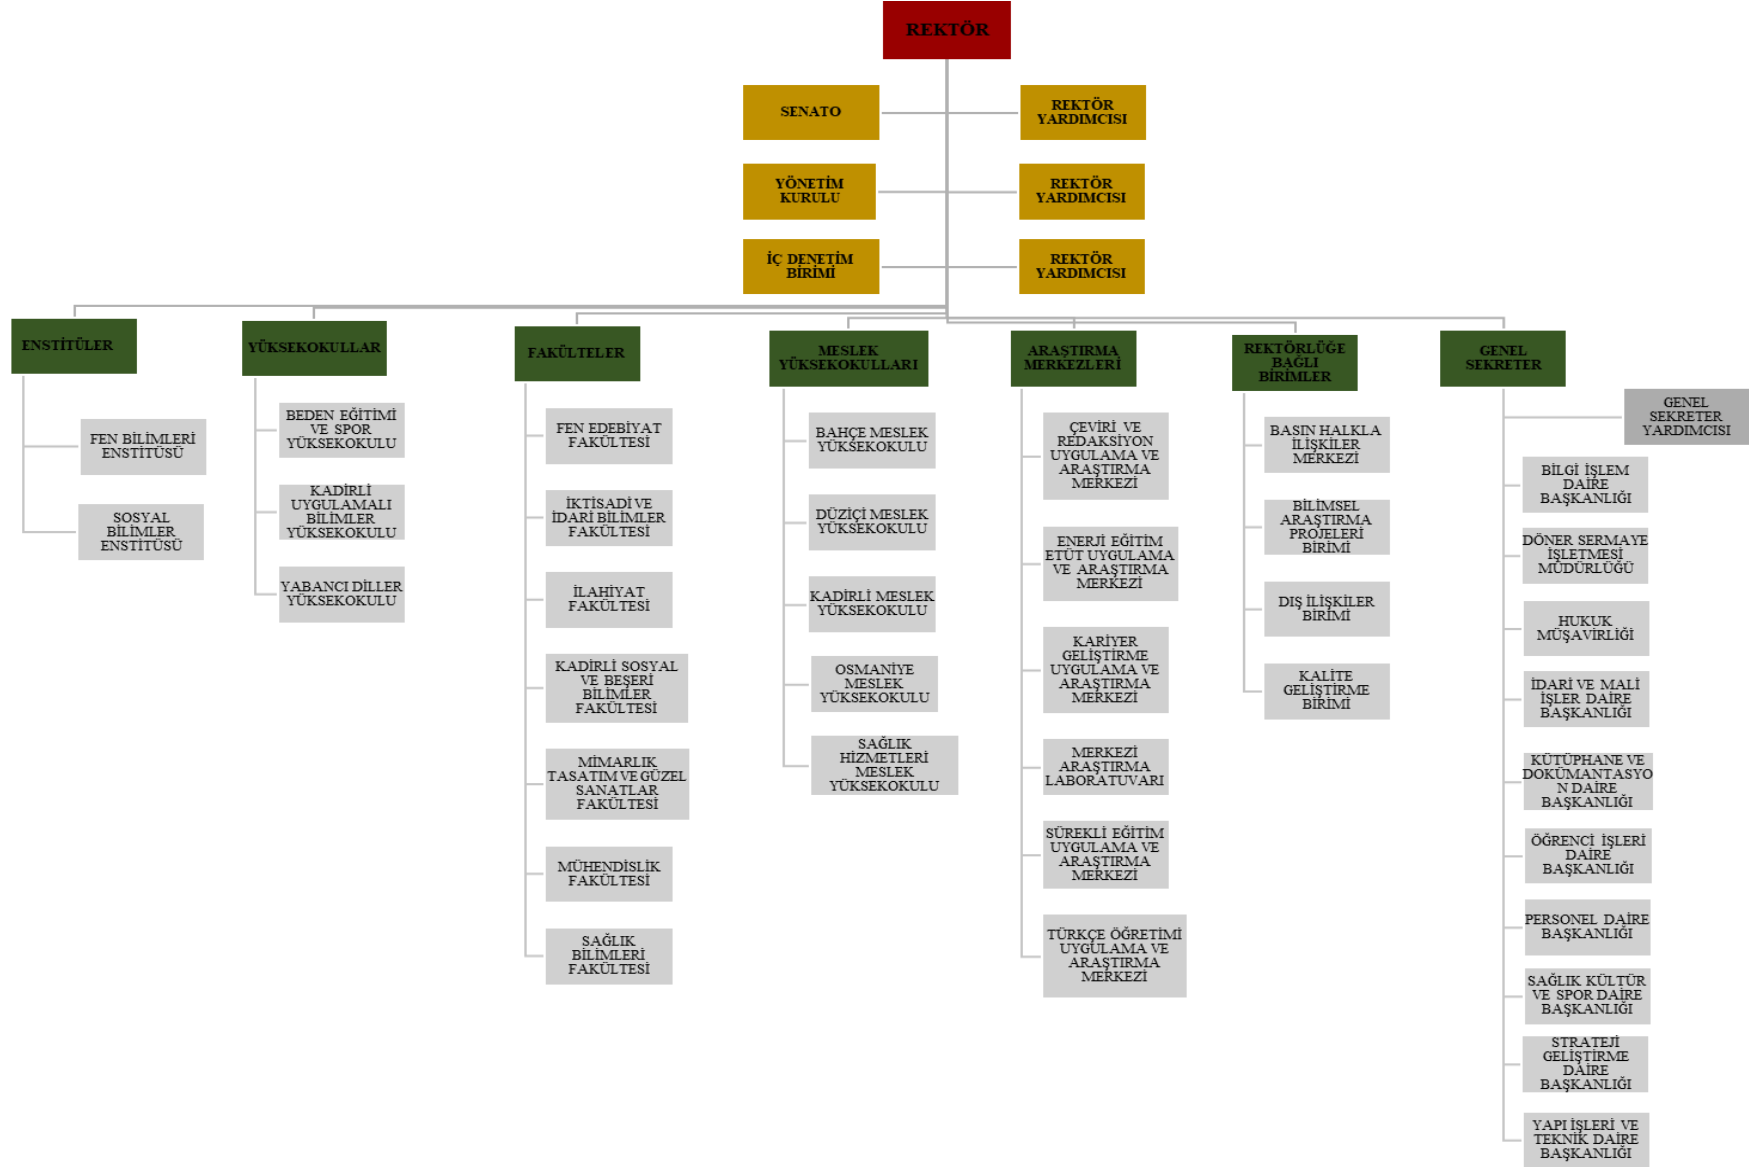 REKTÖR
SENATO
REKTÖR
YARDIMCISI
YÖNETİM
KURULU
REKTÖR
YARDIMCISI
İÇ DENETİM
BİRİMİ
REKTÖR
YARDIMCISI
ENSTİTÜLER
FEN BİLİMLERİ
ENSTİTÜSÜ
SOSYAL
BİLİMLER
ENSTİTÜSÜ
YÜKSEKOKULLAR
BEDEN EĞİTİMİ
VE SPOR
YÜKSEKOKULU
KADİRLİ
UYGULAMALI
BİLİMLER
YÜKSEKOKULU
YABANCI DİLLER
YÜKSEKOKULU
FAKÜLTELER
FEN EDEBİYAT
FAKÜLTESİ
İKTİSADİ VE
İDARİ BİLİMLER
FAKÜLTESİ
İLAHİYAT
FAKÜLTESİ
KADİRLİ SOSYAL
VE BEŞERİ
BİLİMLER
FAKÜLTESİ
MİMARLIK
TASATIM VE GÜZEL
SANATLAR
FAKÜLTESİ
MÜHENDİSLİK
FAKÜLTESİ
SAĞLIK
BİLİMLERİ
FAKÜLTESİ
MESLEK
YÜKSEKOKULLARI
BAHÇE MESLEK
YÜKSEKOKULU
DÜZİÇİ MESLEK
YÜKSEKOKULU
KADİRLİ MESLEK
YÜKSEKOKULU
OSMANİYE
MESLEK
YÜKSEKOKULU
SAĞLIK
HİZMETLERİ
MESLEK
YÜKSEKOKULU
ARAŞTIRMA
MERKEZLERİ
ÇEVİRİ VE
REDAKSİYON
UYGULAMA VE
ARAŞTIRMA
MERKEZİ
ENERJİ EĞİTİM
ETÜT UYGULAMA
VE ARAŞTIRMA
MERKEZİ
KARİYER
GELİŞTİRME
UYGULAMA VE
ARAŞTIRMA
MERKEZİ
MERKEZİ
ARAŞTIRMA
LABORATUVARI
SÜREKLİ EĞİTİM
UYGULAMA VE
ARAŞTIRMA
MERKEZİ
TÜRKÇE ÖĞRETİMİ
UYGULAMA VE
ARAŞTIRMA
MERKEZİ
REKTÖRLÜĞE
BAĞLI
BİRİMLER
BASIN HALKLA
İLİŞKİLER
MERKEZİ
BİLİMSEL
ARAŞTIRMA
PROJELERİ
BİRİMİ
DIŞ İLİŞKİLER
BİRİMİ
KALİTE
GELİŞTİRME
BİRİMİ
GENEL
SEKRETER
GENEL
SEKRETER
YARDIMCISI
BİLGİ İŞLEM
DAİRE
BAŞKANLIĞI
DÖNER SERMAYE
İŞLETMESİ
MÜDÜRLÜĞÜ
HUKUK
MÜŞAVİRLİĞİ
İDARİ VE MALİ
İŞLER DAİRE
BAŞKANLIĞI
KÜTÜPHANE VE
DOKÜMANTASYO
N DAİRE
BAŞKANLIĞI
ÖĞRENCİ İŞLERİ
DAİRE
BAŞKANLIĞI
PERSONEL DAİRE
BAŞKANLIĞI
SAĞLIK KÜLTÜR
VE SPOR DAİRE
BAŞKANLIĞI
STRATEJİ
GELİŞTİRME
DAİRE
BAŞKANLIĞI
YAPI İŞLERİ VE
TEKNİK DAİRE
BAŞKANLIĞI